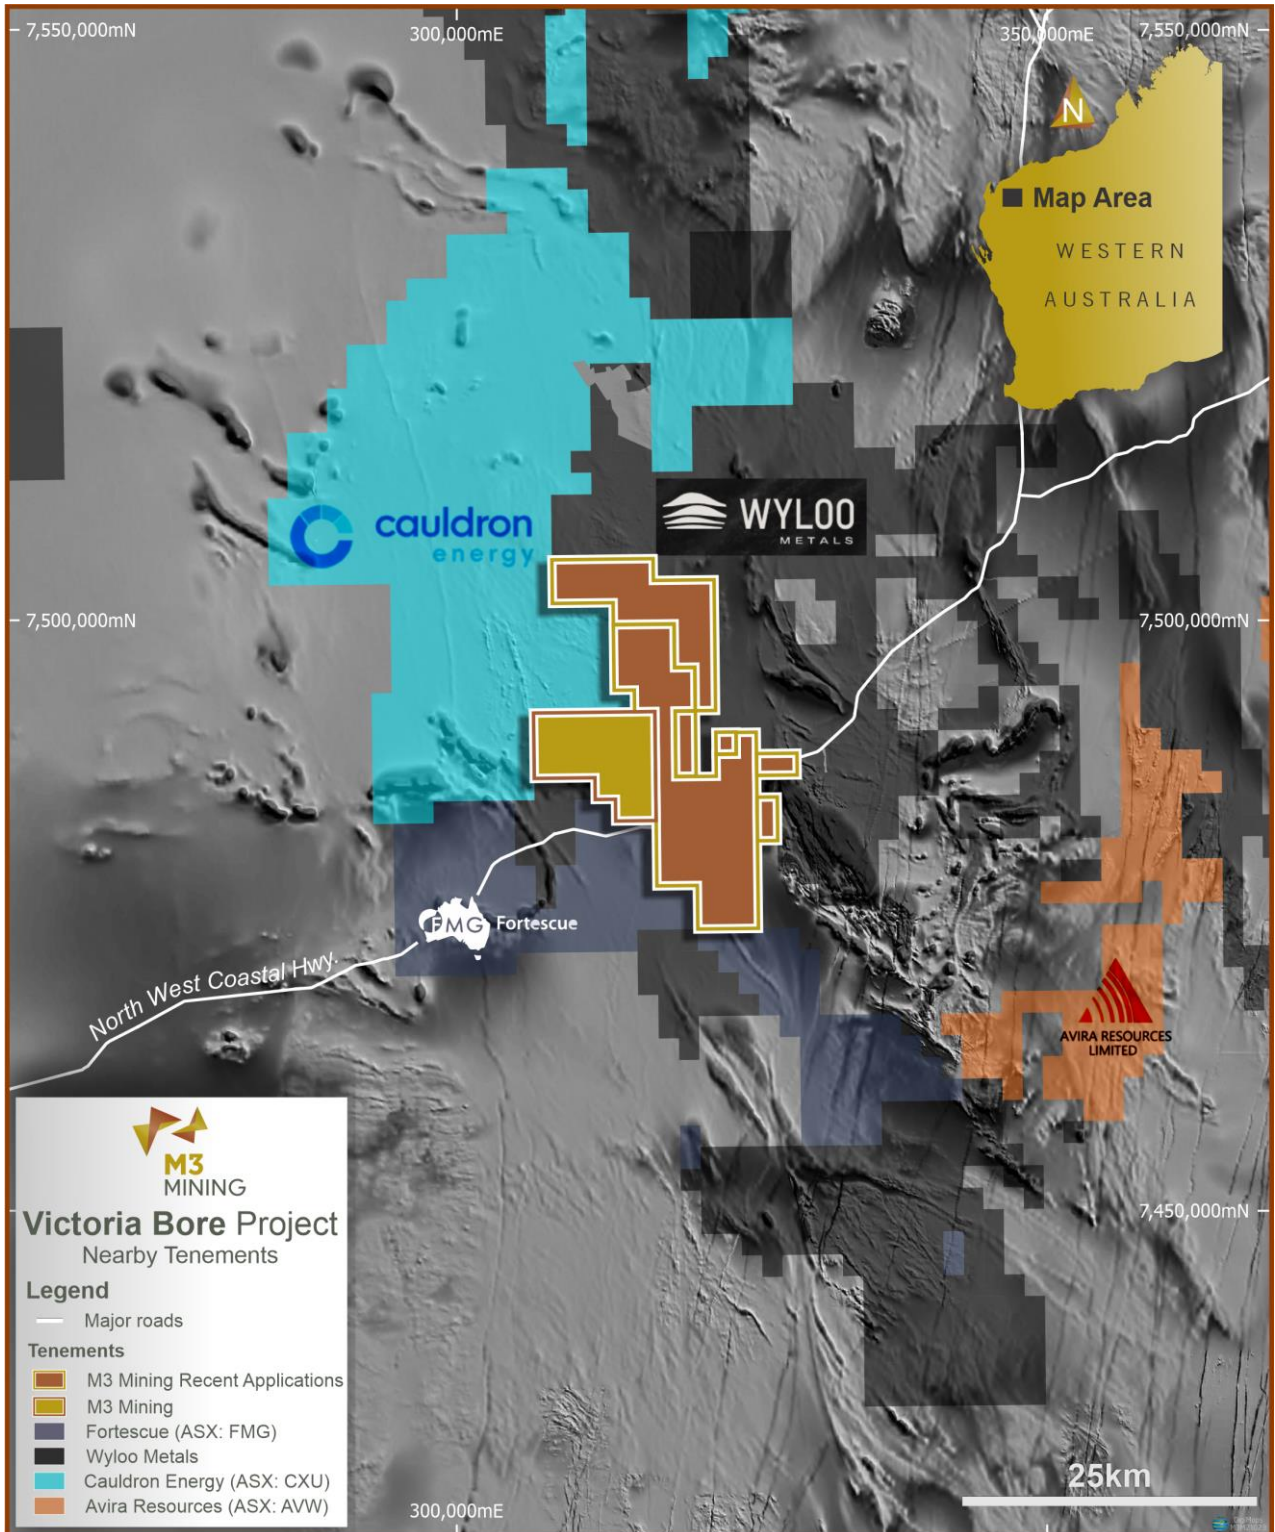 7,550,000mN
300,000mE
350,000mE
7,550,000mN
N
Map Area
WESTERN
AUSTRALIA
cauldron
energy
WYLOO
METALS
7,500,000mN
7,500,000mN
FMG Fortescue
North West Coastal Hwy.
AVIRA RESOURCES
LIMITED
M3
MINING
Victoria Bore Project
Nearby Tenements
Legend
Major roads
Tenements
M3 Mining Recent Applications
M3 Mining
Fortescue (ASX: FMG)
Wyloo Metals
Cauldron Energy (ASX: CXU)
Avira Resources (ASX: AVW)
7,450,000mN
25km
300,000mE